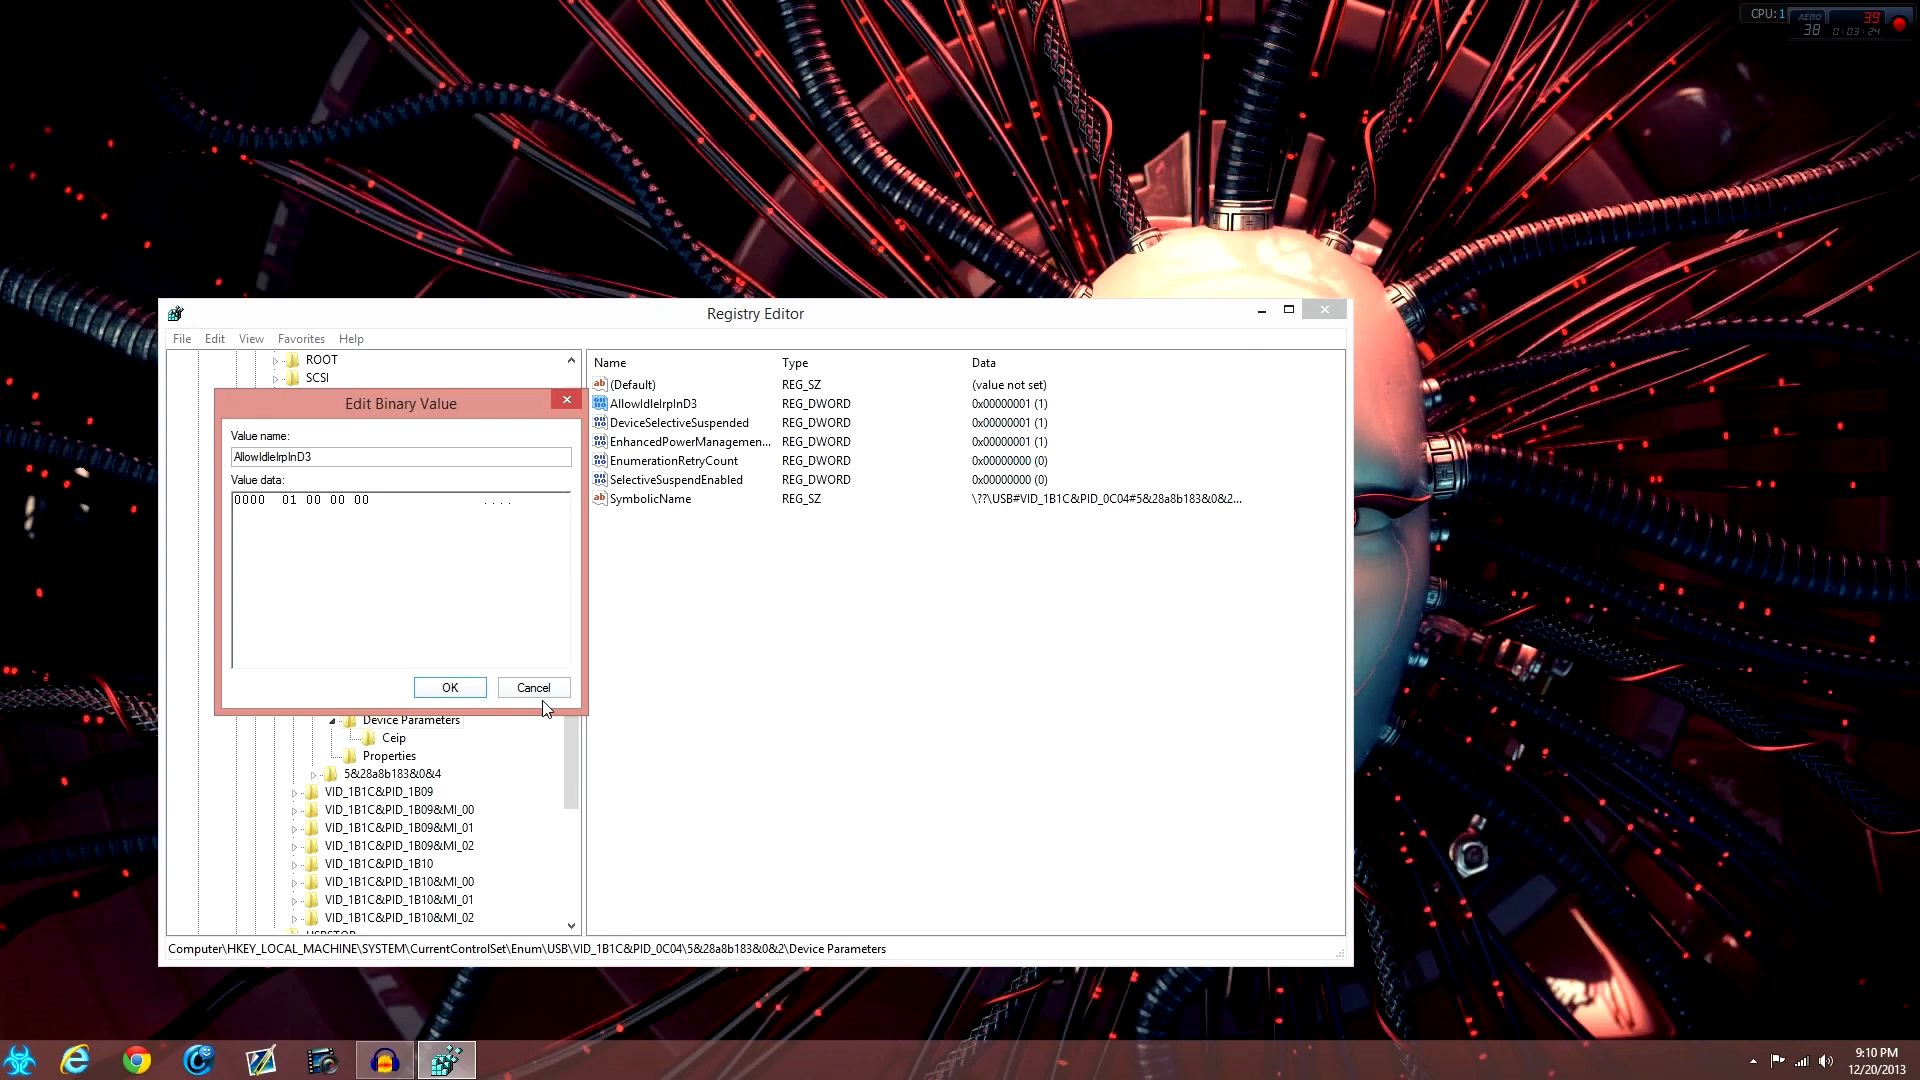 CPU: 1
AERO 39
38 0:03:24
Registry Editor
File Edit View Favorites Help
ROOT
SCSI
Edit Binary Value
Value name:
AllowIdleIrpInD3
Value data:
0000 01 00 00 00 ....
OK Cancel
Device Parameters
Ceip
Properties
5&28a8b183&0&4
VID_1B1C&PID_1B09
VID_1B1C&PID_1B09&MI_00
VID_1B1C&PID_1B09&MI_01
VID_1B1C&PID_1B09&MI_02
VID_1B1C&PID_1B10
VID_1B1C&PID_1B10&MI_00
VID_1B1C&PID_1B10&MI_01
VID_1B1C&PID_1B10&MI_02
USBSTOR
Name Type Data
(Default) REG_SZ (value not set)
AllowIdleIrpInD3 REG_DWORD 0x00000001 (1)
DeviceSelectiveSuspended REG_DWORD 0x00000001 (1)
EnhancedPowerManagemen... REG_DWORD 0x00000001 (1)
EnumerationRetryCount REG_DWORD 0x00000000 (0)
SelectiveSuspendEnabled REG_DWORD 0x00000000 (0)
SymbolicName REG_SZ \??\USB#VID_1B1C&PID_0C04#5&28a8b183&0&2...
Computer\HKEY_LOCAL_MACHINE\SYSTEM\CurrentControlSet\Enum\USB\VID_1B1C&PID_0C04\5&28a8b183&0&2\Device Parameters
9:10 PM
12/20/2013